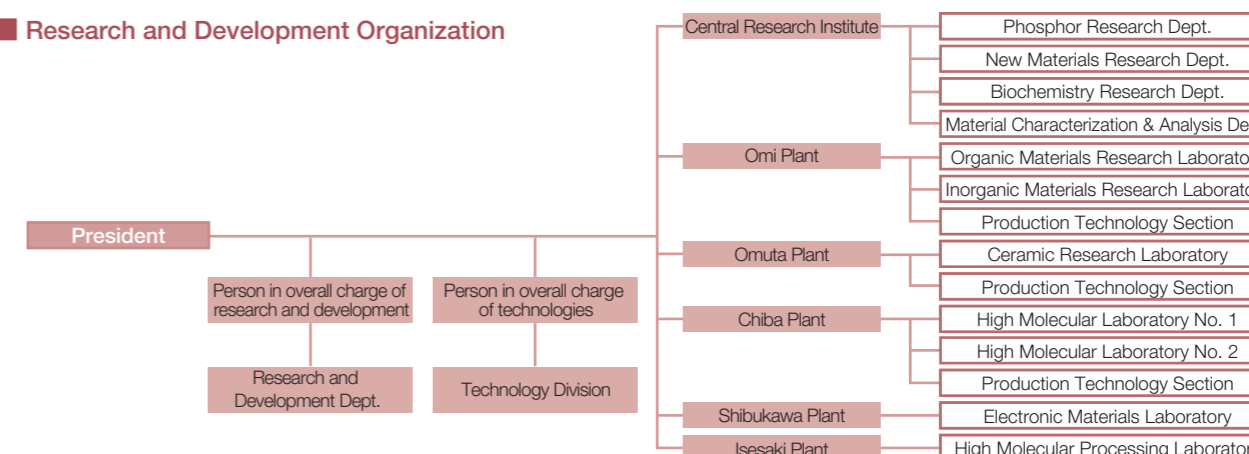 Research and Development Organization
Central Research Institute
Phosphor Research Dept.
New Materials Research Dept.
Biochemistry Research Dept.
Material Characterization & Analysis
Omi Plant
Organic Materials Research
Inorganic Materials Research
Production Technology Section
President
Omuta Plant
Ceramic Research Laboratory
Production Technology Section
Person in overall charge of
research and development
Person in overall charge
of technologies
Chiba Plant
High Molecular Laboratory No. 1
High Molecular Laboratory No. 2
Production Technology Section
Research and
Development Dept.
Technology Division
Shibukawa Plant
Electronic Materials Laboratory
Isesaki Plant
High Molecular Processing